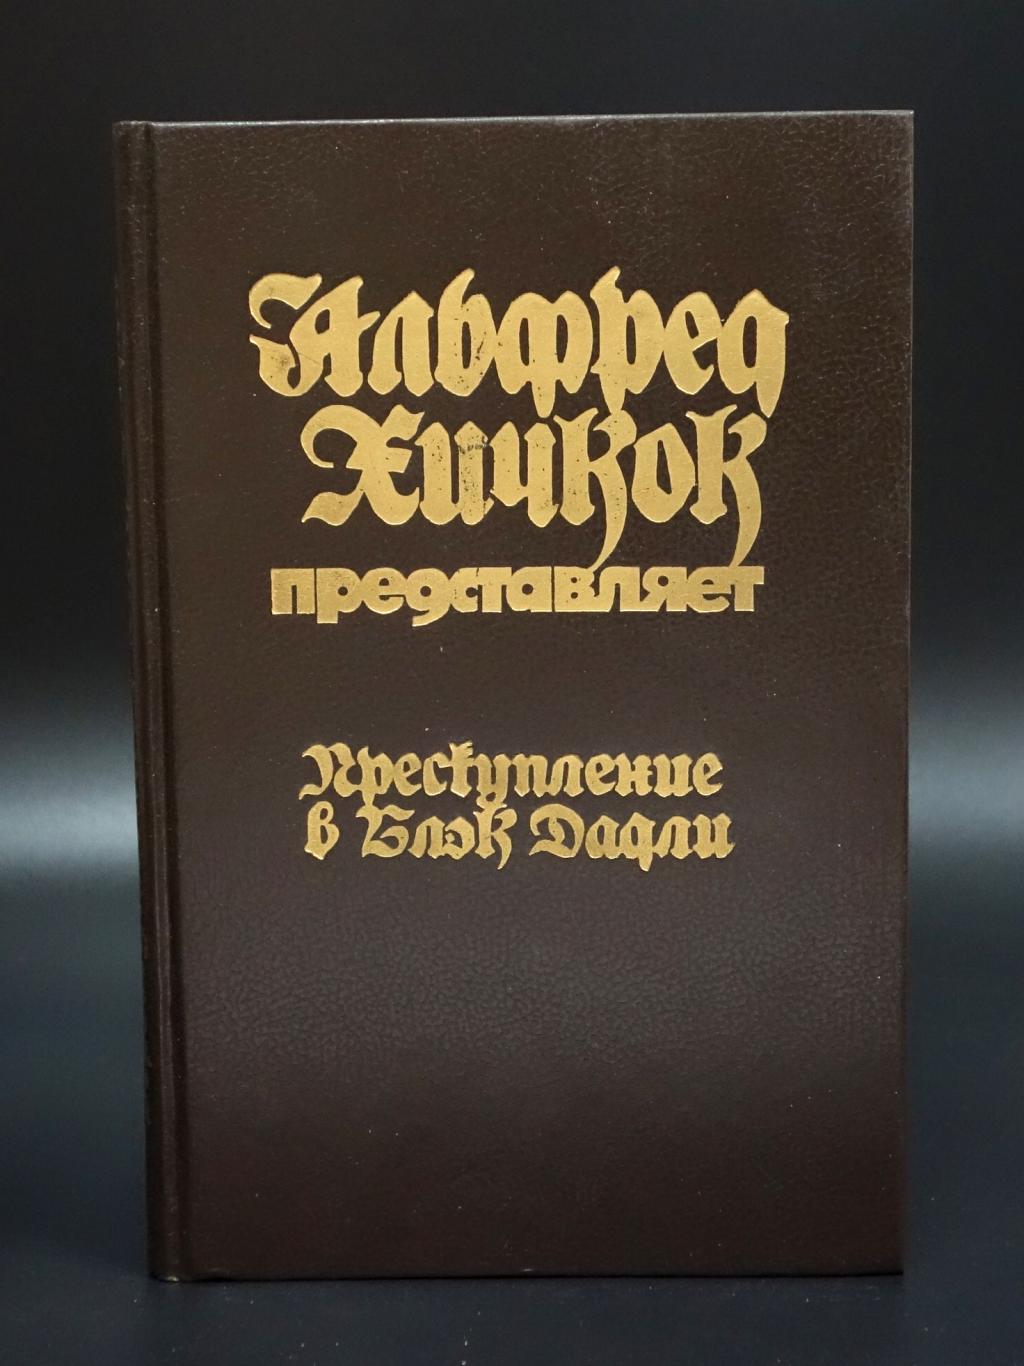 Альфред
Хичкок
представляет
Преступление
в Блэк Дадли